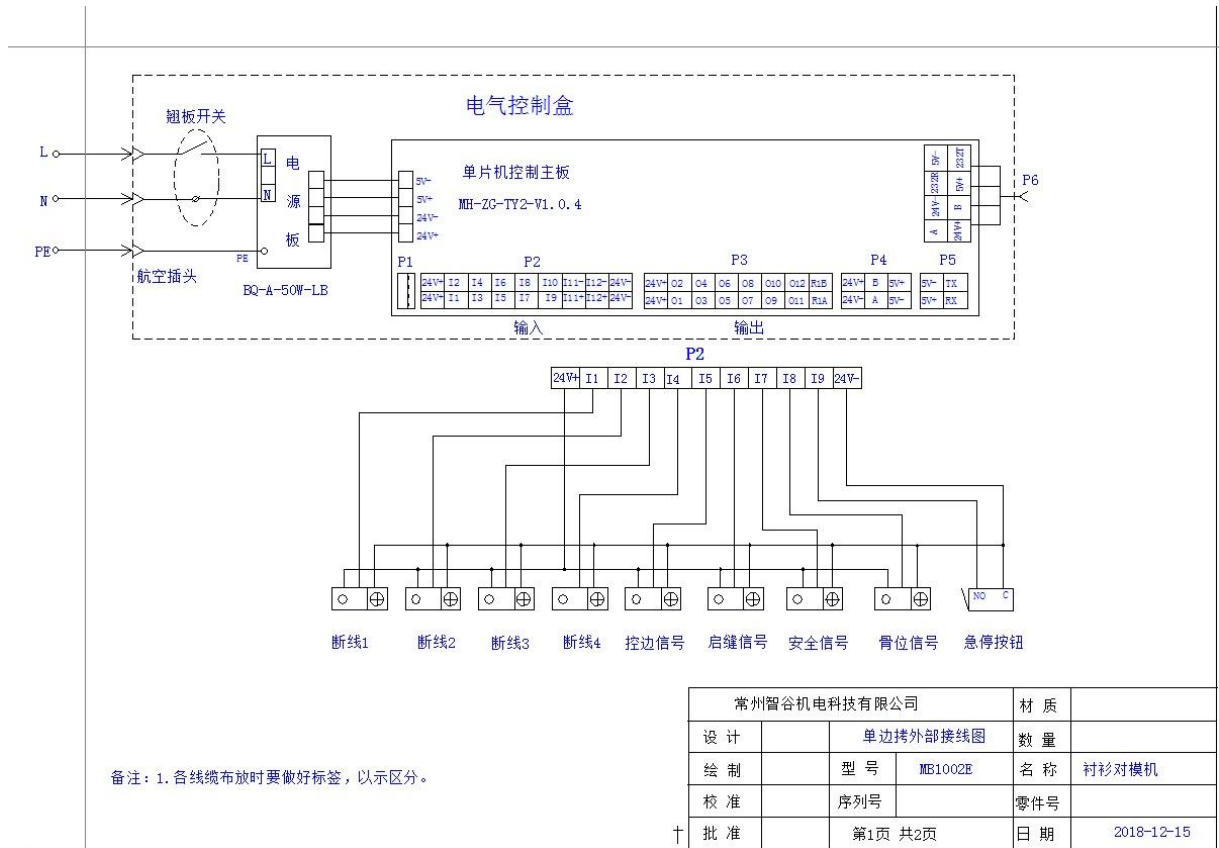 电气控制盒
翘板开关
L
N
PE
航空插头
L
N
电
源
板
PE
BQ-A-50W-LB
5V-
5V+
24V-
24V+
单片机控制主板
MH-ZG-TY2-V1.0.4
5V- 232T
232R 5V+
24V- B
A 24V+
P6
P1
P2
P3
P4
P5
24V+ I2 I4 I6 I8 I10 I11- I12- 24V-
24V+ I1 I3 I5 I7 I9 I11+ I12+ 24V-
24V+ O2 O4 O6 O8 O10 O12 R1B
24V+ O1 O3 O5 O7 O9 O11 R1A
24V+ B 5V+
24V- A 5V-
5V- TX
5V+ RX
输入
输出
P2
24V+ I1 I2 I3 I4 I5 I6 I7 I8 I9 24V-
NO C
断线1 断线2 断线3 断线4 控边信号 启缝信号 安全信号 骨位信号 急停按钮
备注：1.各线缆布放时要做好标签，以示区分。
常州智谷机电科技有限公司 材 质
设 计 单边拷外部接线图 数 量
绘 制 型 号 MB1002E 名 称 衬衫对模机
校 准 序列号 零件号
批 准 第1页 共2页 日 期 2018-12-15